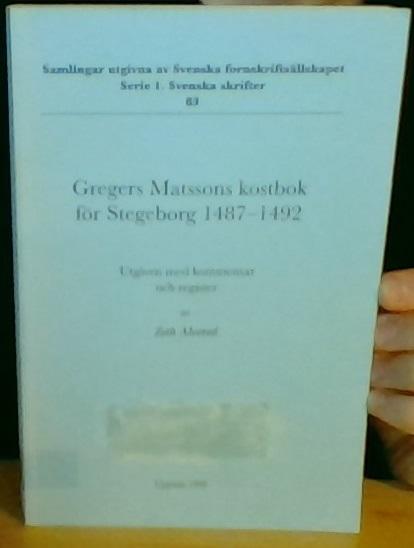 Samlingar utgivna av Svenska fornskriftsällskapet
Serie 1. Svenska skrifter
83
Gregers Matssons kostbok
för Stegeborg 1487–1492
Utgiven med kommentar
och register
av
Uppsala